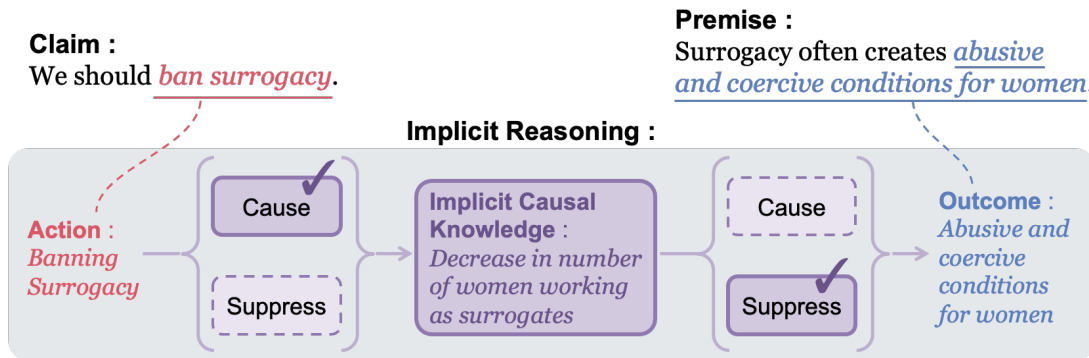 Claim :
We should ban surrogacy.
Premise :
Surrogacy often creates abusive
and coercive conditions for women.
Implicit Reasoning :
Action :
Banning
Surrogacy
Cause
Suppress
Implicit Causal
Knowledge :
Decrease in number
of women working
as surrogates
Cause
Suppress
Outcome :
Abusive and
coercive
conditions
for women